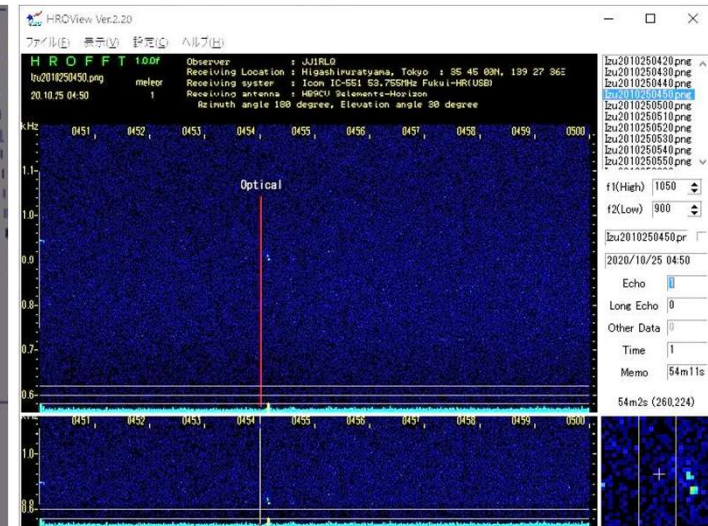 HROView Ver.2.20
ファイル(F) 表示(V) 設定(C) ヘルプ(H)
H R O F F T 1.0.0f
Observer : JJ1RLQ
Receiving Location : Higashimuratyama, Tokyo : 35 45 03N, 139 27 36E
Izu2010250450.png meteor
Receiving syster : Icom IC-551 53.755MHz Fukui-HR(USB)
20.10.25 04:50 1
Receiving antenna : HB9CV 3elements-Horizon
Azimuth angle 180 degree, Elevation angle 30 degree
kHz 0451 0452 0453 0454 0455 0456 0457 0458 0459 0500
1.1
Optical
1.0
0.9
0.8
0.7
0.6
0451 0452 0453 0454 0455 0456 0457 0458 0459 0500
1.0
0.8
Izu2010250420.png
Izu2010250430.png
Izu2010250440.png
Izu2010250450.png
Izu2010250500.png
Izu2010250510.png
Izu2010250520.png
Izu2010250530.png
Izu2010250540.png
Izu2010250550.png
f1(High) 1050
f2(Low) 900
Izu2010250450.pr
2020/10/25 04:50
Echo 1
Long Echo 0
Other Data 0
Time 1
Memo 54m11s
54m2s (260,224)